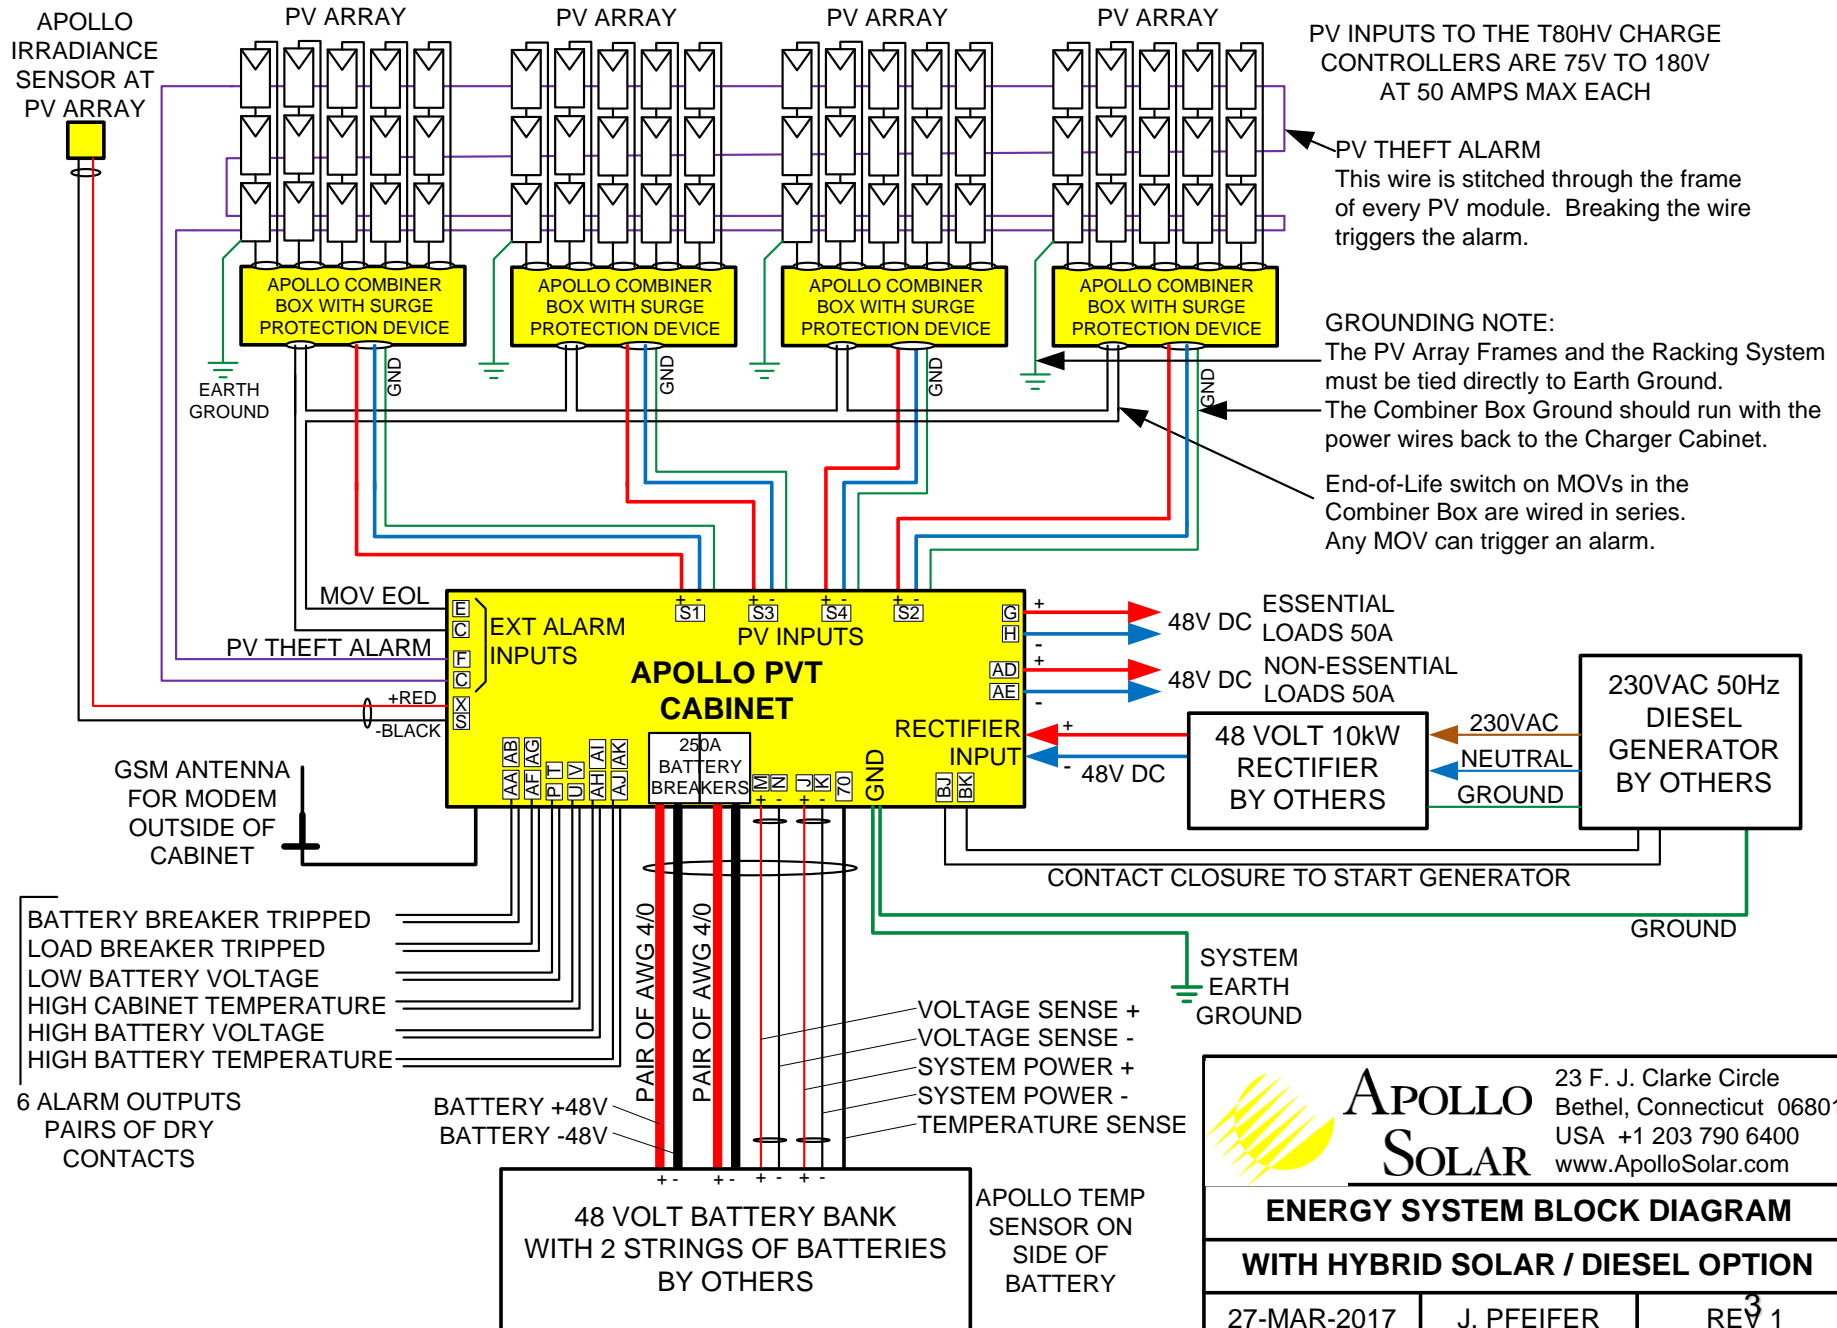 APOLLO
IRRADIANCE
SENSOR AT
PV ARRAY
PV ARRAY
PV ARRAY
PV ARRAY
PV ARRAY
PV INPUTS TO THE T80HV CHARGE
CONTROLLERS ARE 75V TO 180V
AT 50 AMPS MAX EACH
PV THEFT ALARM
This wire is stitched through the frame
of every PV module.  Breaking the wire
triggers the alarm.
APOLLO COMBINER
BOX WITH SURGE
PROTECTION DEVICE
APOLLO COMBINER
BOX WITH SURGE
PROTECTION DEVICE
APOLLO COMBINER
BOX WITH SURGE
PROTECTION DEVICE
APOLLO COMBINER
BOX WITH SURGE
PROTECTION DEVICE
GROUNDING NOTE:
The PV Array Frames and the Racking System
must be tied directly to Earth Ground.
The Combiner Box Ground should run with the
power wires back to the Charger Cabinet.
EARTH
GROUND
GND
GND
GND
GND
End-of-Life switch on MOVs in the
Combiner Box are wired in series.
Any MOV can trigger an alarm.
MOV EOL
PV THEFT ALARM
+RED
-BLACK
E
C
F
C
X
S
EXT ALARM
INPUTS
+ -
S1
+ -
S3
+ -
S4
+ -
S2
PV INPUTS
APOLLO PVT
CABINET
G
H
AD
AE
+
-
+
-
48V DC
ESSENTIAL
LOADS 50A
48V DC
NON-ESSENTIAL
LOADS 50A
RECTIFIER
INPUT
+
-
48V DC
48 VOLT 10kW
RECTIFIER
BY OTHERS
230VAC
NEUTRAL
GROUND
230VAC 50Hz
DIESEL
GENERATOR
BY OTHERS
250A
BATTERY
BREAKERS
AA AB
AF AG
P T
U V
AH AI
AJ AK
M
N
J
K
70
+ -
+ -
GND
BJ
BK
GSM ANTENNA
FOR MODEM
OUTSIDE OF
CABINET
CONTACT CLOSURE TO START GENERATOR
GROUND
SYSTEM
EARTH
GROUND
BATTERY BREAKER TRIPPED
LOAD BREAKER TRIPPED
LOW BATTERY VOLTAGE
HIGH CABINET TEMPERATURE
HIGH BATTERY VOLTAGE
HIGH BATTERY TEMPERATURE
6 ALARM OUTPUTS
PAIRS OF DRY
CONTACTS
PAIR OF AWG 4/0
PAIR OF AWG 4/0
BATTERY +48V
BATTERY -48V
VOLTAGE SENSE +
VOLTAGE SENSE -
SYSTEM POWER +
SYSTEM POWER -
TEMPERATURE SENSE
+ -
+ -
+ -
+ -
48 VOLT BATTERY BANK
WITH 2 STRINGS OF BATTERIES
BY OTHERS
APOLLO TEMP
SENSOR ON
SIDE OF
BATTERY
APOLLO
SOLAR
23 F. J. Clarke Circle
Bethel, Connecticut  06801
USA  +1 203 790 6400
www.ApolloSolar.com
ENERGY SYSTEM BLOCK DIAGRAM
WITH HYBRID SOLAR / DIESEL OPTION
27-MAR-2017
J. PFEIFER
REV 1
3